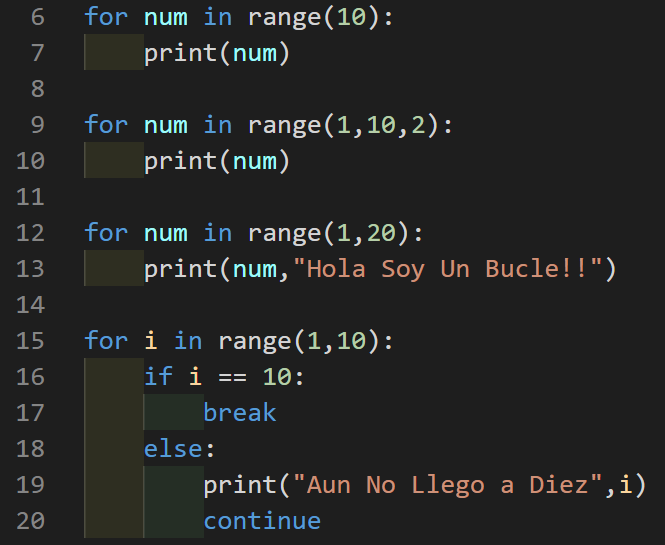 6 for num in range(10):
7 print(num)
8
9 for num in range(1,10,2):
10 print(num)
11
12 for num in range(1,20):
13 print(num,"Hola Soy Un Bucle!!")
14
15 for i in range(1,10):
16 if i == 10:
17 break
18 else:
19 print("Aun No Llego a Diez",i)
20 continue